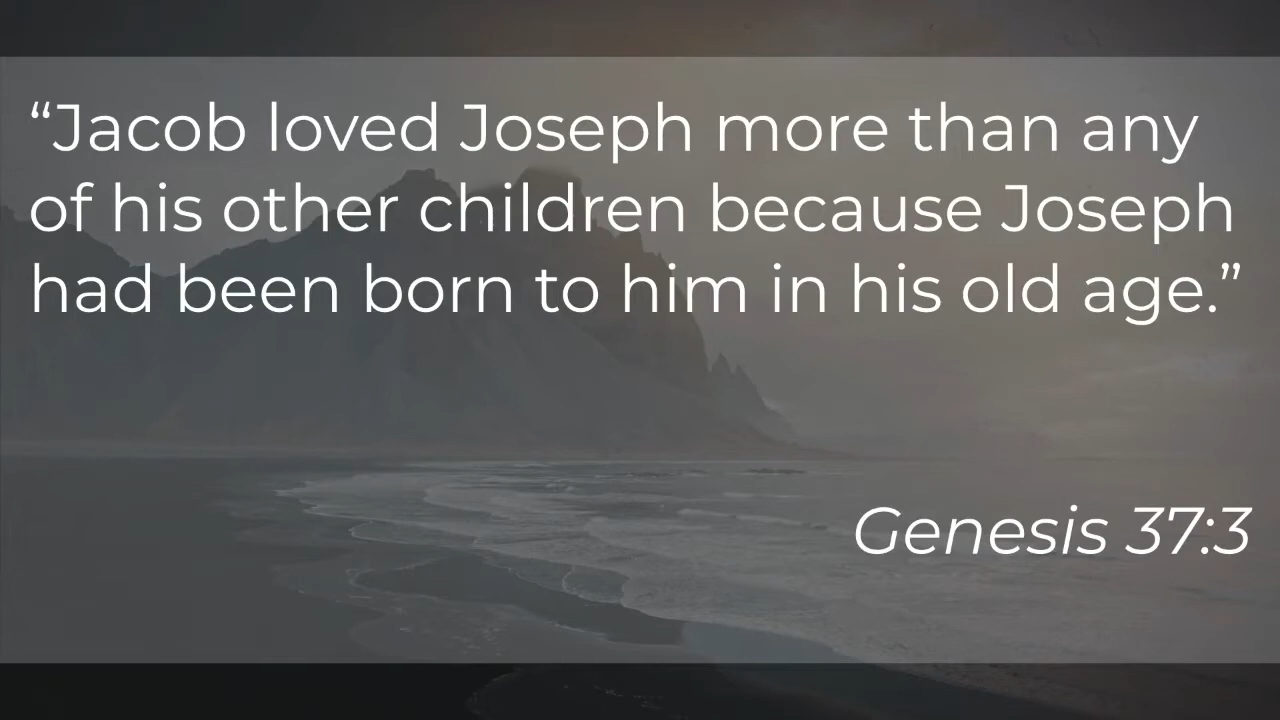 “Jacob loved Joseph more than any
of his other children because Joseph
had been born to him in his old age.”
Genesis 37:3